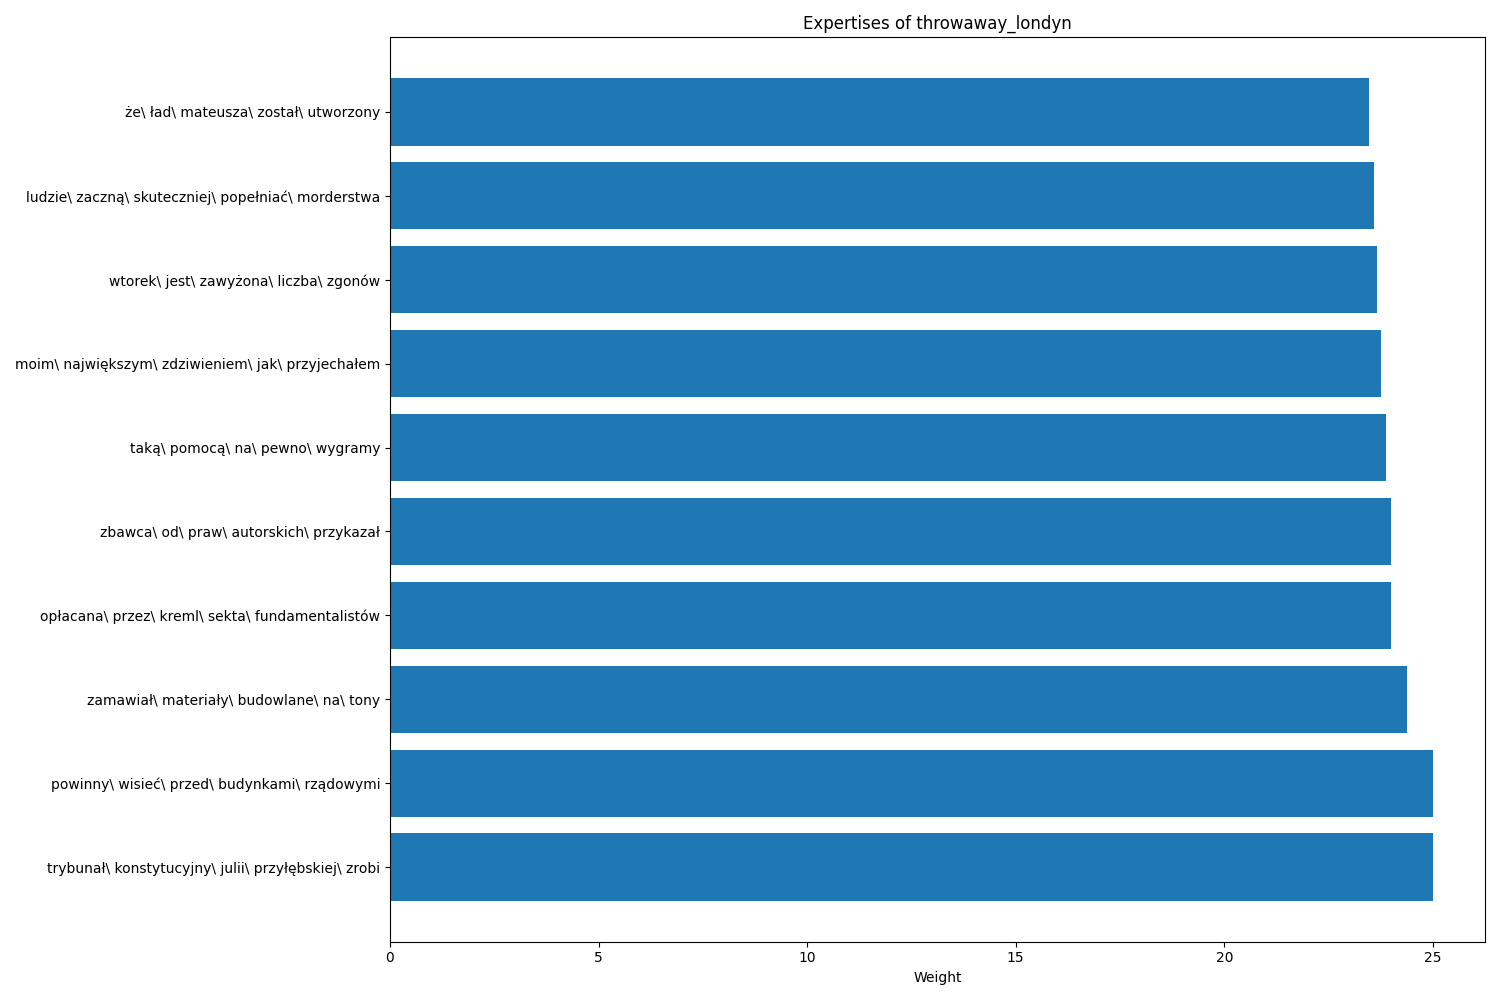 Expertises of throwaway_londyn
że\ ład\ mateusza\ został\ utworzony
ludzie\ zaczną\ skuteczniej\ popełniać\ morderstwa
wtorek\ jest\ zawyżona\ liczba\ zgonów
moim\ największym\ zdziwieniem\ jak\ przyjechałem
taką\ pomocą\ na\ pewno\ wygramy
zbawca\ od\ praw\ autorskich\ przykazał
opłacana\ przez\ kreml\ sekta\ fundamentalistów
zamawiał\ materiały\ budowlane\ na\ tony
powinny\ wisieć\ przed\ budynkami\ rządowymi
trybunał\ konstytucyjny\ julii\ przyłębskiej\ zrobi
0 5 10 15 20 25
Weight